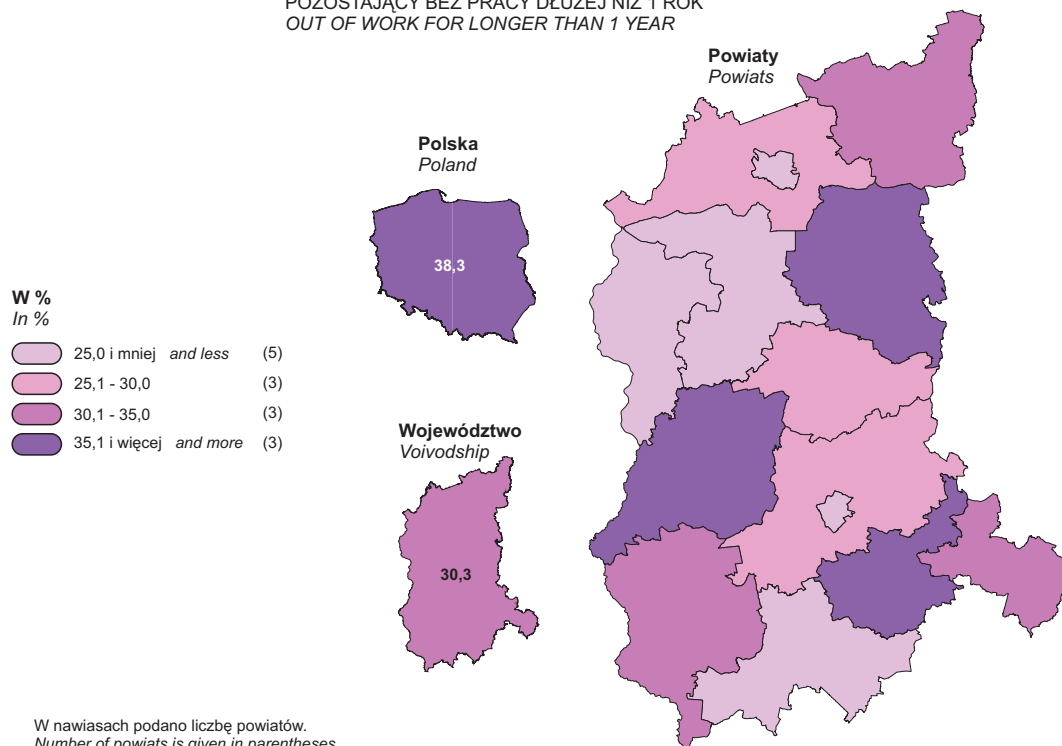 POZOSTAJĄCY BEZ PRACY DŁUŻEJ NIŻ 1 ROK
OUT OF WORK FOR LONGER THAN 1 YEAR
Powiaty
Powiats
Polska
Poland
38,3
W %
In %
25,0 i mniej and less (5)
25,1 - 30,0 (3)
30,1 - 35,0 (3)
35,1 i więcej and more (3)
Województwo
Voivodship
30,3
W nawiasach podano liczbę powiatów.
Number of powiats is given in parentheses